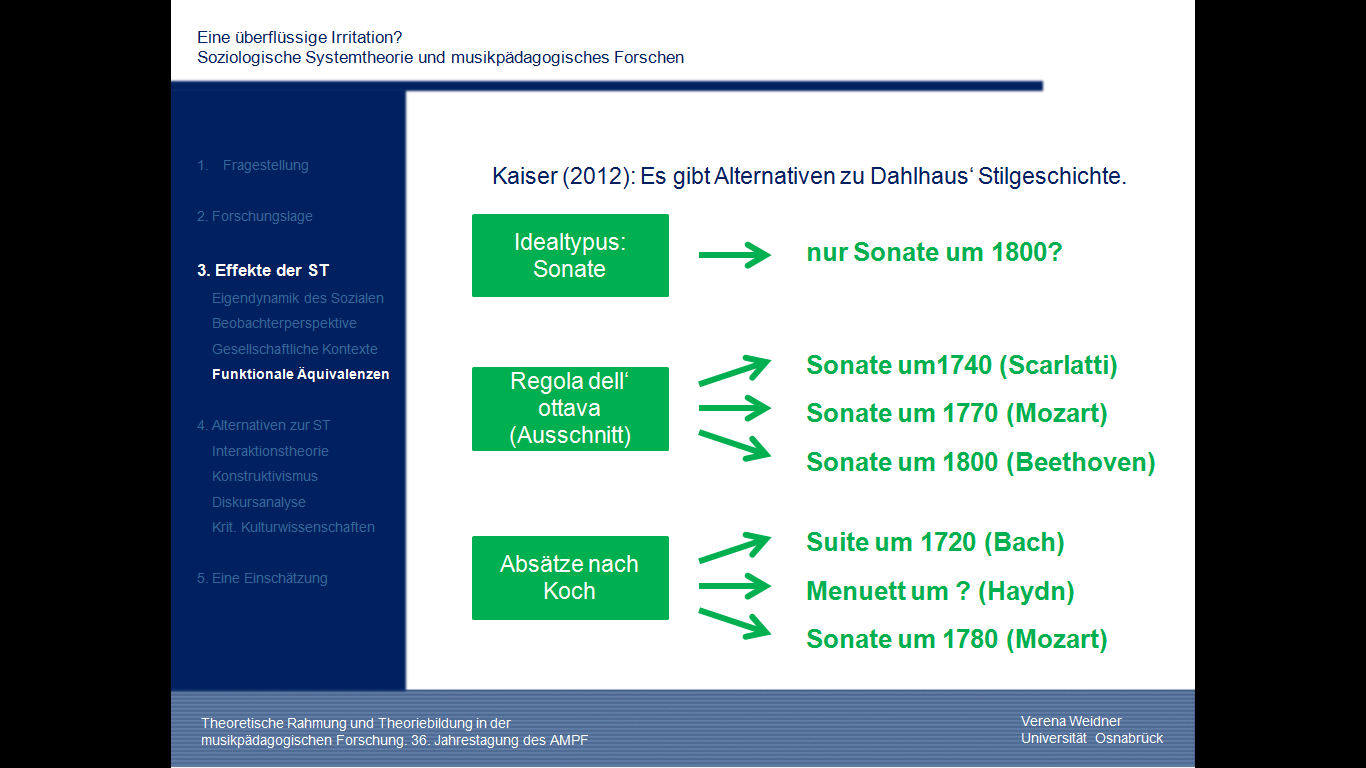 Eine überflüssige Irritation?
Soziologische Systemtheorie und musikpädagogisches Forschen
1. Fragestellung
2. Forschungslage
3. Effekte der ST
Eigendynamik des Sozialen
Beobachterperspektive
Gesellschaftliche Kontexte
Funktionale Äquivalenzen
4. Alternativen zur ST
Interaktionstheorie
Konstruktivismus
Diskursanalyse
Krit. Kulturwissenschaften
5. Eine Einschätzung
Kaiser (2012): Es gibt Alternativen zu Dahlhaus‘ Stilgeschichte.
Idealtypus:
Sonate
nur Sonate um 1800?
Regola dell‘
ottava
(Ausschnitt)
Sonate um1740 (Scarlatti)
Sonate um 1770 (Mozart)
Sonate um 1800 (Beethoven)
Absätze nach
Koch
Suite um 1720 (Bach)
Menuett um ? (Haydn)
Sonate um 1780 (Mozart)
Theoretische Rahmung und Theoriebildung in der
musikpädagogischen Forschung. 36. Jahrestagung des AMPF
Verena Weidner
Universität Osnabrück